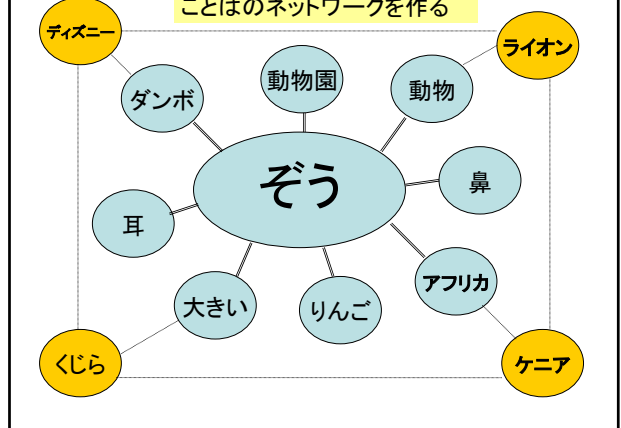 ことばのネットワークを作る
ディズニー
ライオン
動物園
動物
ダンボ
ぞう
鼻
耳
アフリカ
大きい
りんご
くじら
ケニア